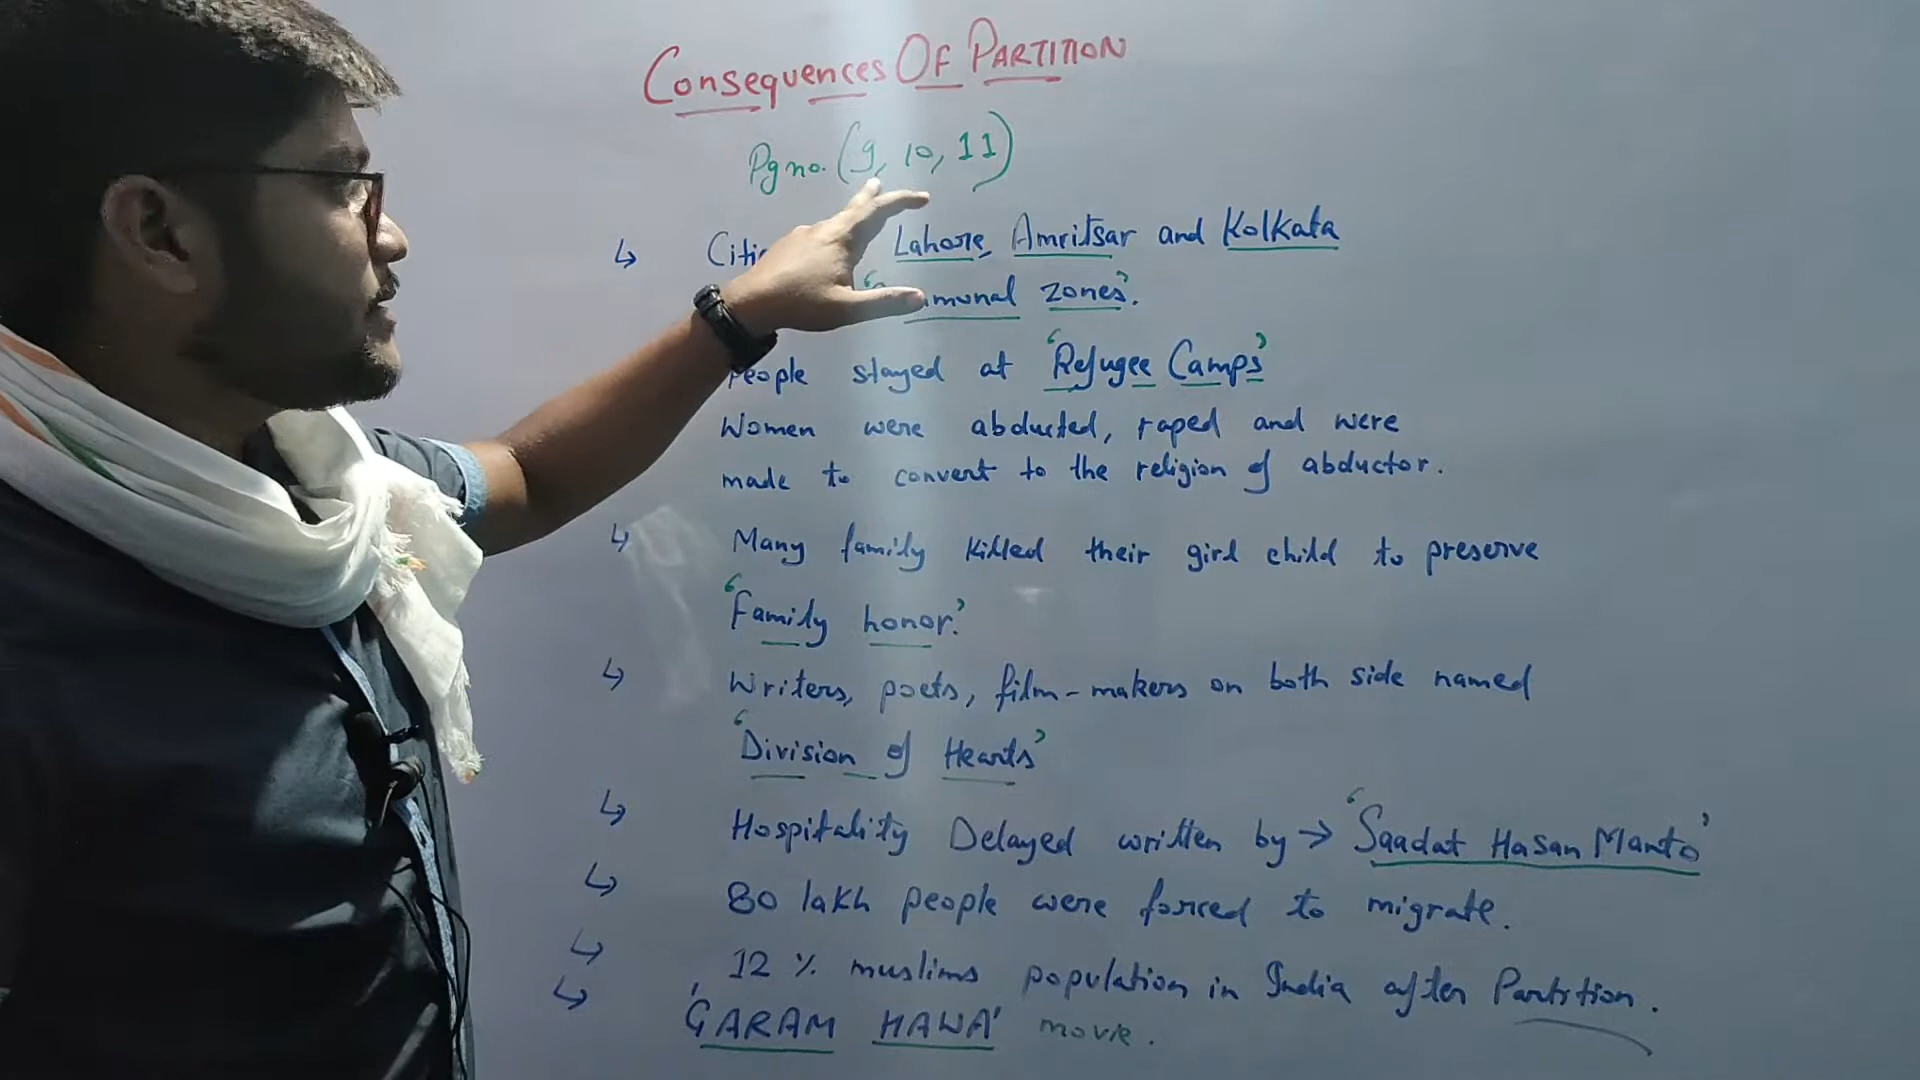 Consequences Of PARTITION
Pg no. (9, 10, 11)
↳ Lahore, Amritsar and Kolkata
zones'.
People stayed at 'Refugee Camps'
Women were abducted, raped and were
made to convert to the religion of abductor.
↳ Many family killed their girl child to preserve
'Family honor.'
↳ Writers, poets, film-makers on both side named
'Division of Hearts'
↳ Hospitality Delayed written by → 'Saadat Hasan Manto'
↳ 80 lakh people were forced to migrate.
↳ 12 % muslims population in India after Partition.
↳ 'GARAM HAWA' movie.